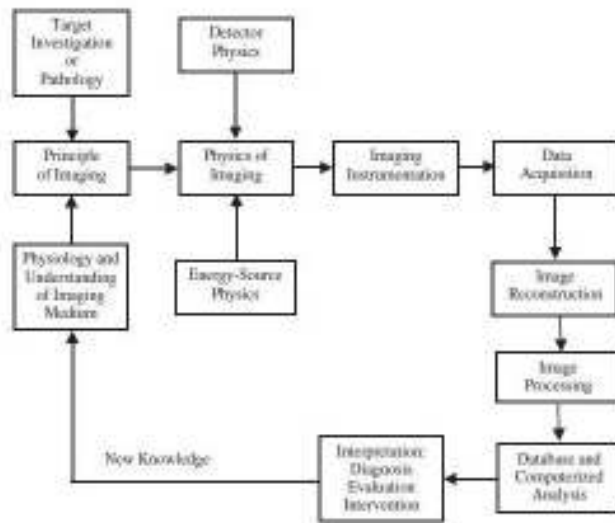 Target
Investigation
or
Pathology
Detector
Physics
Principle
of Imaging
Physics of
Imaging
Imaging
Instrumentation
Data
Acquisition
Physiology and
Understanding
of Imaging
Medium
Energy-Source
Physics
Image
Reconstruction
Image
Processing
New Knowledge
Interpretation:
Diagnosis
Evaluation
Intervention
Database and
Computerized
Analysis